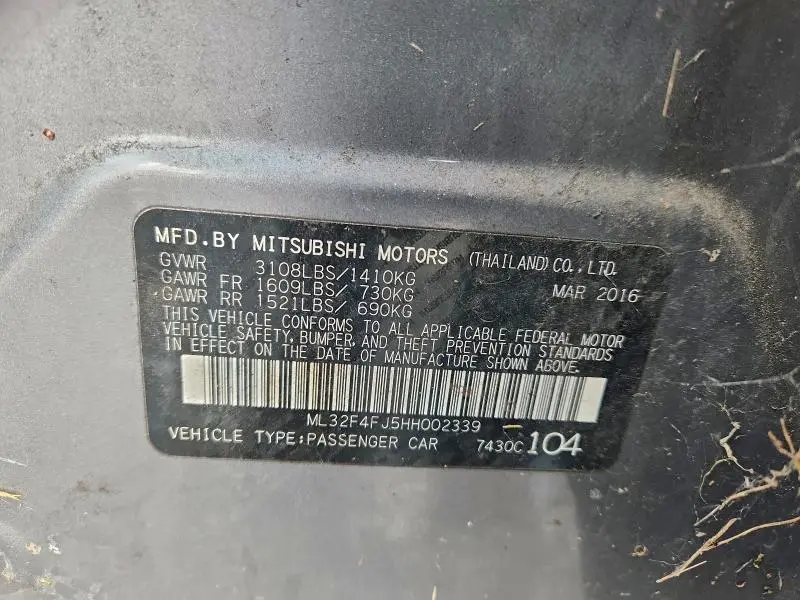 MFD.BY MITSUBISHI MOTORS (THAILAND) CO., LTD.
GVWR 3108LBS/1410KG MAR 2016
GAWR FR 1609LBS/ 730KG
GAWR RR 1521LBS/ 690KG
THIS VEHICLE CONFORMS TO ALL APPLICABLE FEDERAL MOTOR
VEHICLE SAFETY, BUMPER, AND THEFT PREVENTION STANDARDS
IN EFFECT ON THE DATE OF MANUFACTURE SHOWN ABOVE.
ML32F4FJ5HH002339
VEHICLE TYPE:PASSENGER CAR 7430C 104